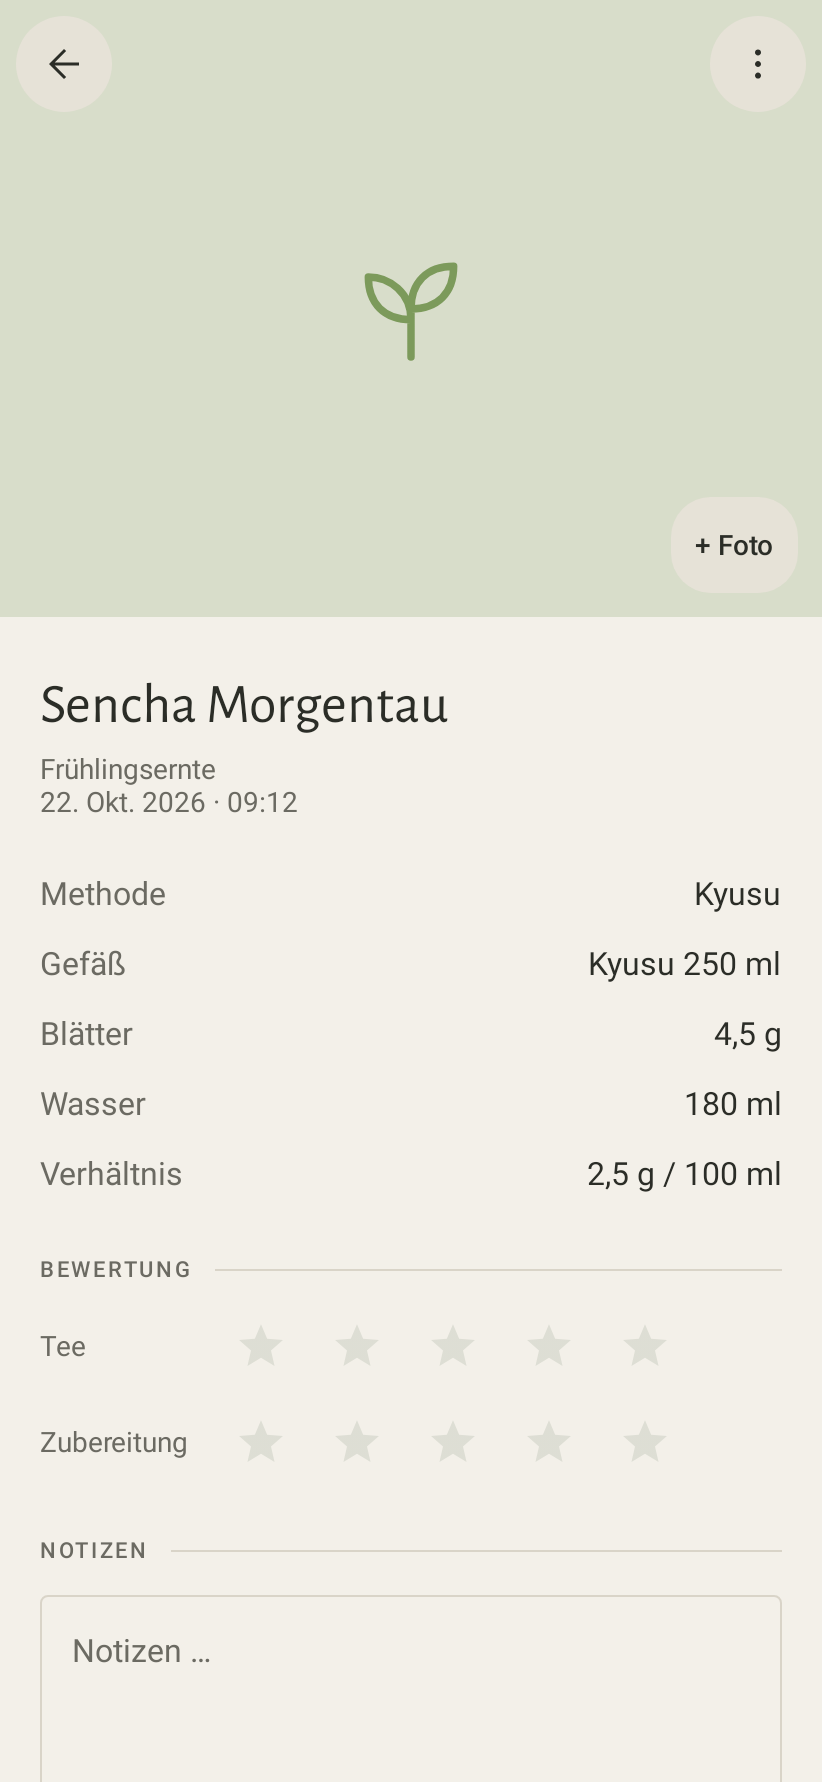 + Foto
Sencha Morgentau
Frühlingsernte
22. Okt. 2026 · 09:12
Methode Kyusu
Gefäß Kyusu 250 ml
Blätter 4,5 g
Wasser 180 ml
Verhältnis 2,5 g / 100 ml
BEWERTUNG
Tee
Zubereitung
NOTIZEN
Notizen …